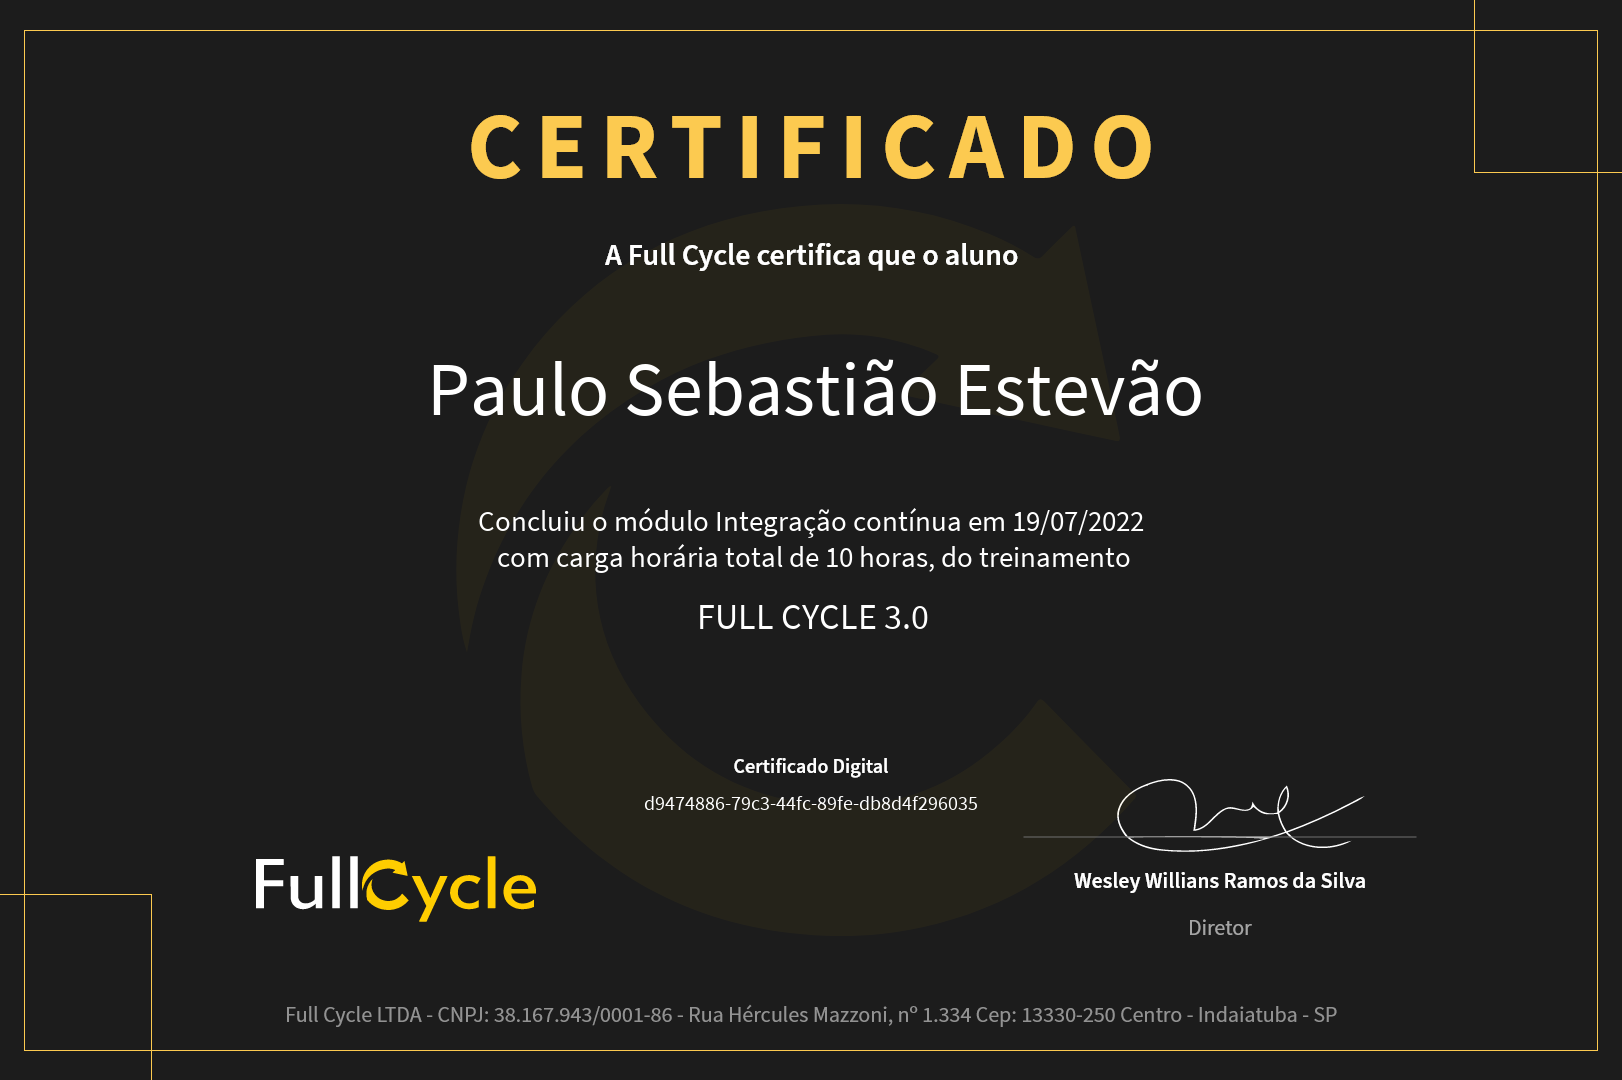 CERTIFICADO
A Full Cycle certifica que o aluno
Paulo Sebastião Estevão
Concluiu o módulo Integração contínua em 19/07/2022
com carga horária total de 10 horas, do treinamento
FULL CYCLE 3.0
Certificado Digital
d9474886-79c3-44fc-89fe-db8d4f296035
FullCycle
Wesley Willians Ramos da Silva
Diretor
Full Cycle LTDA - CNPJ: 38.167.943/0001-86 - Rua Hércules Mazzoni, nº 1.334 Cep: 13330-250 Centro - Indaiatuba - SP